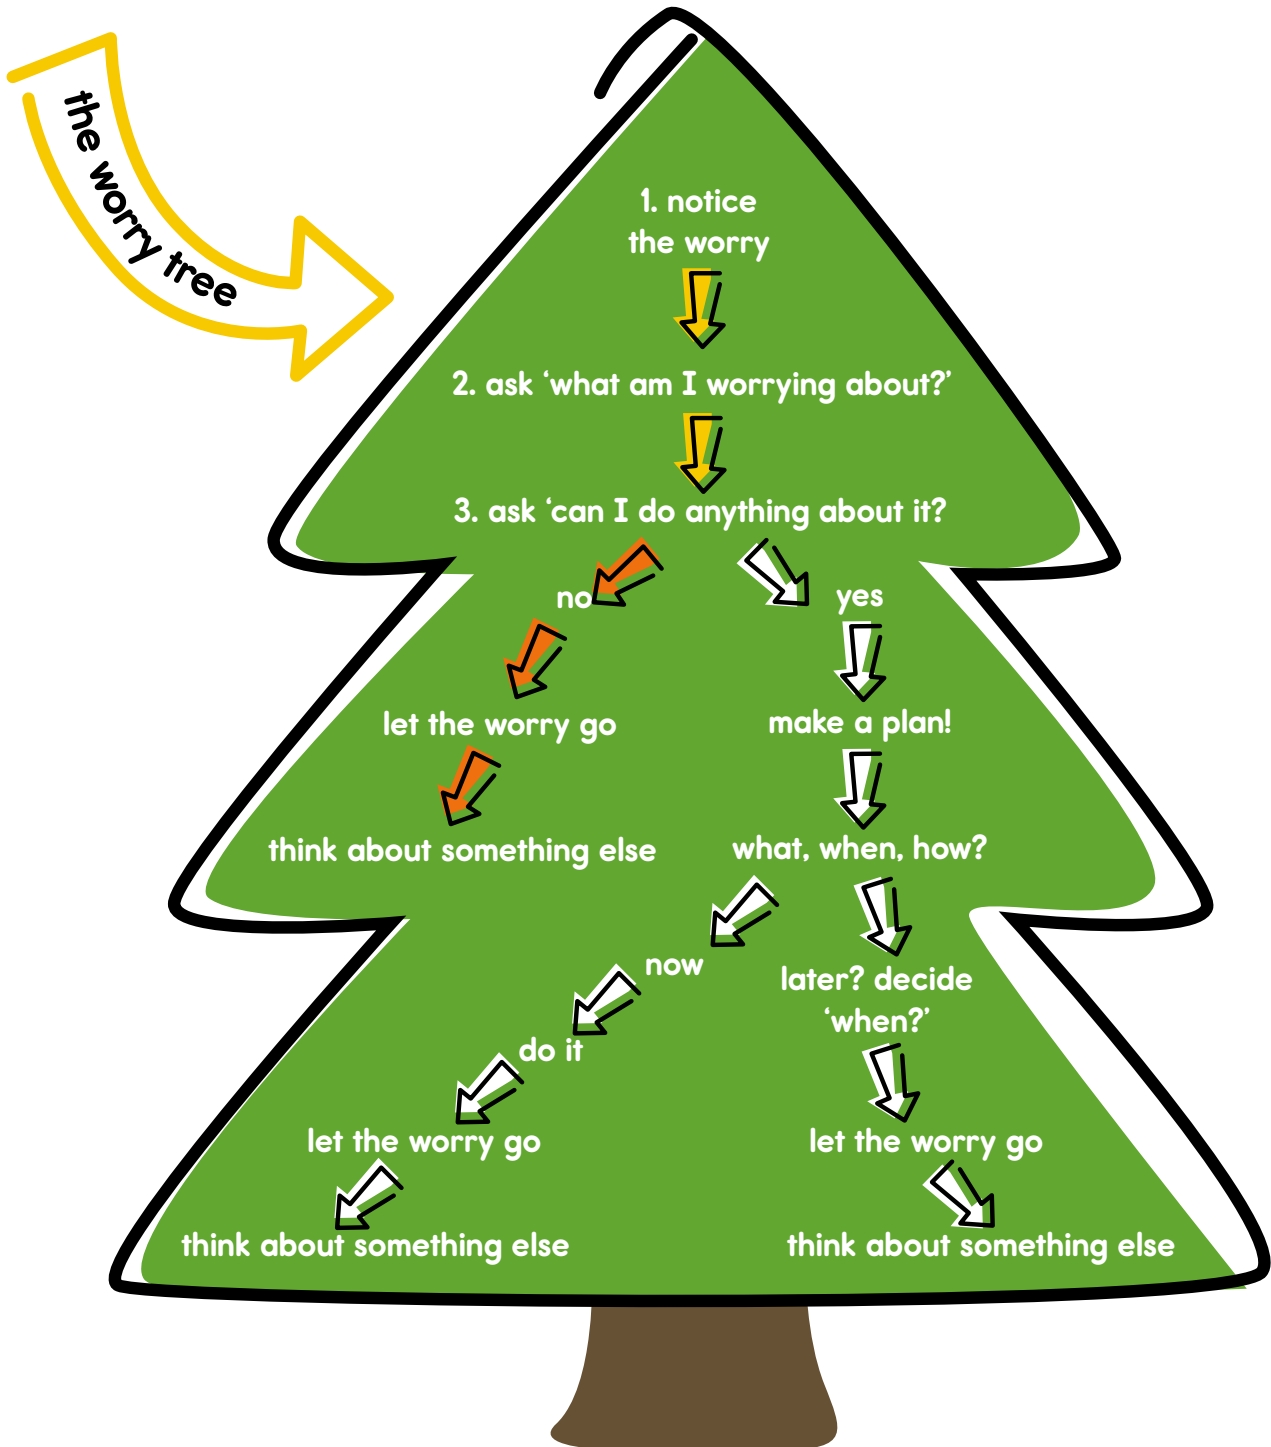 the worry tree
1. notice
the worry
2. ask ‘what am I worrying about?’
3. ask ‘can I do anything about it?
no
yes
let the worry go
make a plan!
think about something else
what, when, how?
now
later? decide
‘when?’
do it
let the worry go
let the worry go
think about something else
think about something else